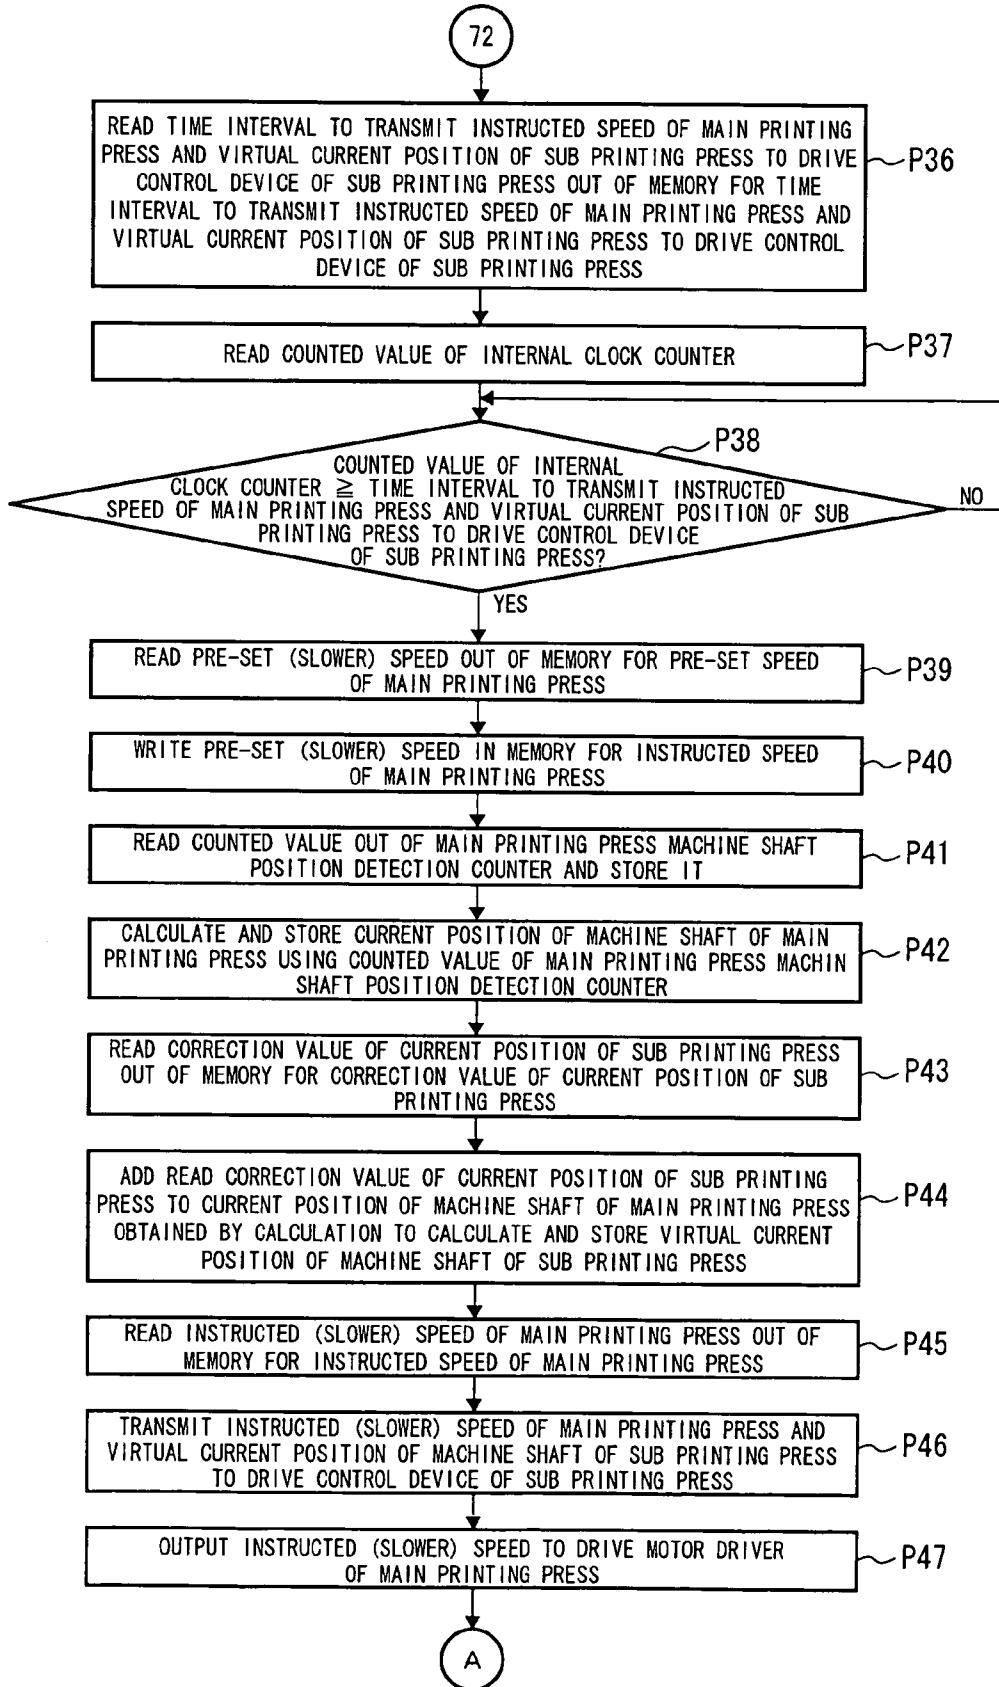 72
READ TIME INTERVAL TO TRANSMIT INSTRUCTED SPEED OF MAIN PRINTING
PRESS AND VIRTUAL CURRENT POSITION OF SUB PRINTING PRESS TO DRIVE
CONTROL DEVICE OF SUB PRINTING PRESS OUT OF MEMORY FOR TIME
INTERVAL TO TRANSMIT INSTRUCTED SPEED OF MAIN PRINTING PRESS AND
VIRTUAL CURRENT POSITION OF SUB PRINTING PRESS TO DRIVE CONTROL
DEVICE OF SUB PRINTING PRESS
P36
READ COUNTED VALUE OF INTERNAL CLOCK COUNTER
P37
P38
COUNTED VALUE OF INTERNAL
CLOCK COUNTER ≧ TIME INTERVAL TO TRANSMIT INSTRUCTED
SPEED OF MAIN PRINTING PRESS AND VIRTUAL CURRENT POSITION OF SUB
PRINTING PRESS TO DRIVE CONTROL DEVICE
OF SUB PRINTING PRESS?
NO
YES
READ PRE-SET (SLOWER) SPEED OUT OF MEMORY FOR PRE-SET SPEED
OF MAIN PRINTING PRESS
P39
WRITE PRE-SET (SLOWER) SPEED IN MEMORY FOR INSTRUCTED SPEED
OF MAIN PRINTING PRESS
P40
READ COUNTED VALUE OUT OF MAIN PRINTING PRESS MACHINE SHAFT
POSITION DETECTION COUNTER AND STORE IT
P41
CALCULATE AND STORE CURRENT POSITION OF MACHINE SHAFT OF MAIN
PRINTING PRESS USING COUNTED VALUE OF MAIN PRINTING PRESS MACHIN
SHAFT POSITION DETECTION COUNTER
P42
READ CORRECTION VALUE OF CURRENT POSITION OF SUB PRINTING PRESS
OUT OF MEMORY FOR CORRECTION VALUE OF CURRENT POSITION OF SUB
PRINTING PRESS
P43
ADD READ CORRECTION VALUE OF CURRENT POSITION OF SUB PRINTING
PRESS TO CURRENT POSITION OF MACHINE SHAFT OF MAIN PRINTING PRESS
OBTAINED BY CALCULATION TO CALCULATE AND STORE VIRTUAL CURRENT
POSITION OF MACHINE SHAFT OF SUB PRINTING PRESS
P44
READ INSTRUCTED (SLOWER) SPEED OF MAIN PRINTING PRESS OUT OF
MEMORY FOR INSTRUCTED SPEED OF MAIN PRINTING PRESS
P45
TRANSMIT INSTRUCTED (SLOWER) SPEED OF MAIN PRINTING PRESS AND
VIRTUAL CURRENT POSITION OF MACHINE SHAFT OF SUB PRINTING PRESS
TO DRIVE CONTROL DEVICE OF SUB PRINTING PRESS
P46
OUTPUT INSTRUCTED (SLOWER) SPEED TO DRIVE MOTOR DRIVER
OF MAIN PRINTING PRESS
P47
A